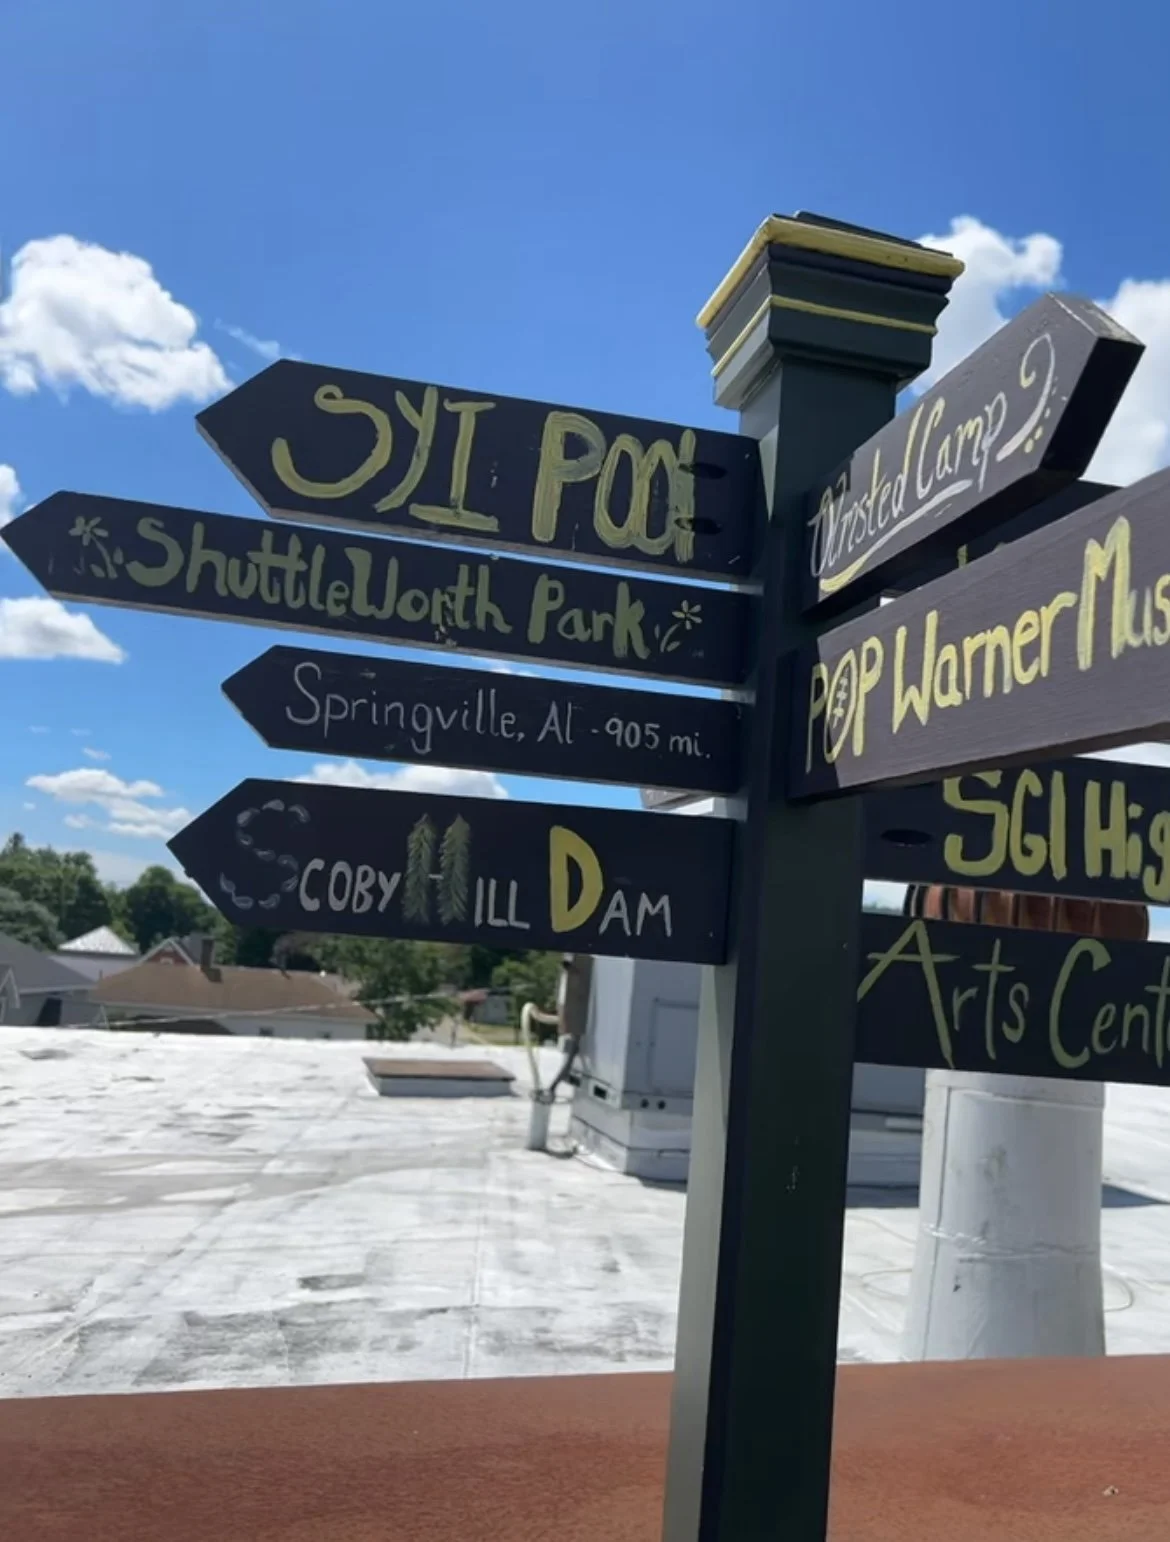 SYI POOl
ShuttleWorth Park
Springville, Al - 905 mi.
SCOBY HILL DAM
Camp
POP Warner Mus
SGI Hig
Arts Cent